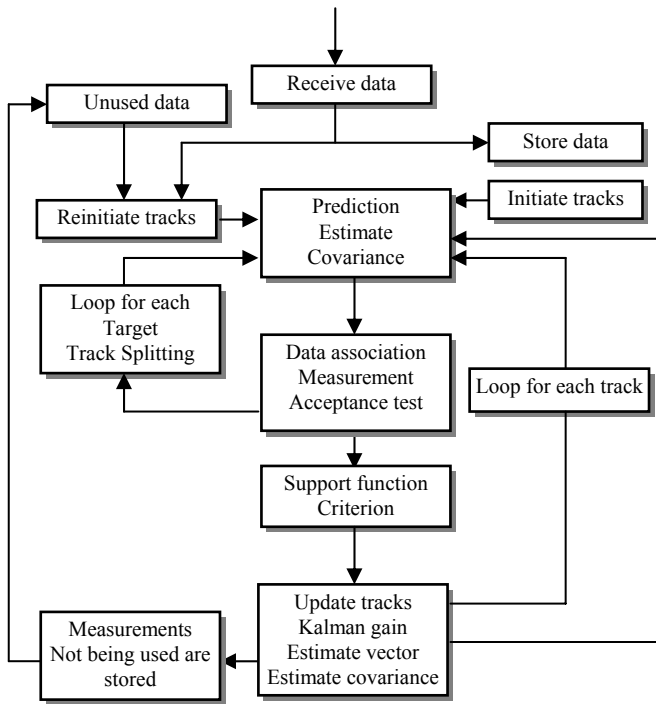 Receive data
Unused data
Store data
Reinitiate tracks
Initiate tracks
Prediction
Estimate
Covariance
Loop for each
Target
Track Splitting
Data association
Measurement
Acceptance test
Loop for each track
Support function
Criterion
Update tracks
Kalman gain
Estimate vector
Estimate covariance
Measurements
Not being used are
stored